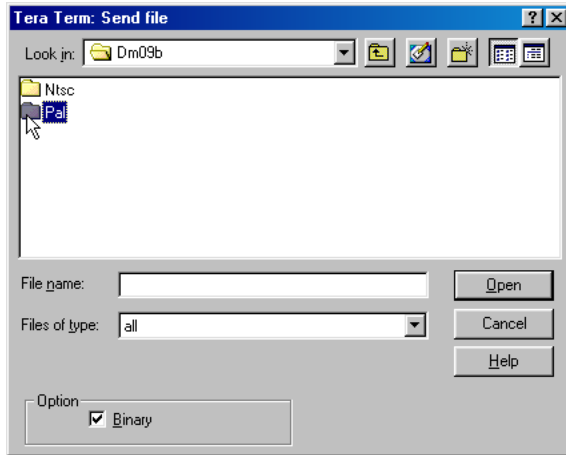 Tera Term: Send file
Look in: Dm09b
Ntsc
Pal
File name: Open
Files of type: all Cancel
Help
Option
Binary